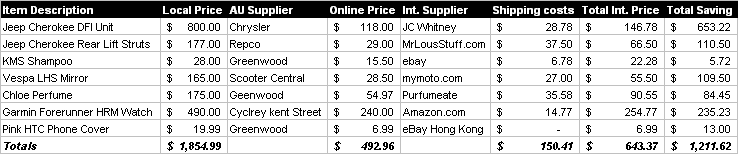 Item Description Local Price AU Supplier Online Price Int. Supplier Shipping costs Total Int. Price Total Saving
Jeep Cherokee DFI Unit $ 800.00 Chrysler $ 118.00 JC Whitney $ 28.78 $ 146.78 $ 653.22
Jeep Cherokee Rear Lift Struts $ 177.00 Repco $ 29.00 MrLousStuff.com $ 37.50 $ 66.50 $ 110.50
KMS Shampoo $ 28.00 Greenwood $ 15.50 ebay $ 6.78 $ 22.28 $ 5.72
Vespa LHS Mirror $ 165.00 Scooter Central $ 28.50 mymoto.com $ 27.00 $ 55.50 $ 109.50
Chloe Perfume $ 175.00 Geenwood $ 54.97 Purfumeate $ 35.58 $ 90.55 $ 84.45
Garmin Forerunner HRM Watch $ 490.00 Cyclrey kent Street $ 240.00 Amazon.com $ 14.77 $ 254.77 $ 235.23
Pink HTC Phone Cover $ 19.99 Greenwood $ 6.99 eBay Hong Kong $ - $ 6.99 $ 13.00
Totals $ 1,854.99 $ 492.96 $ 150.41 $ 643.37 $ 1,211.62